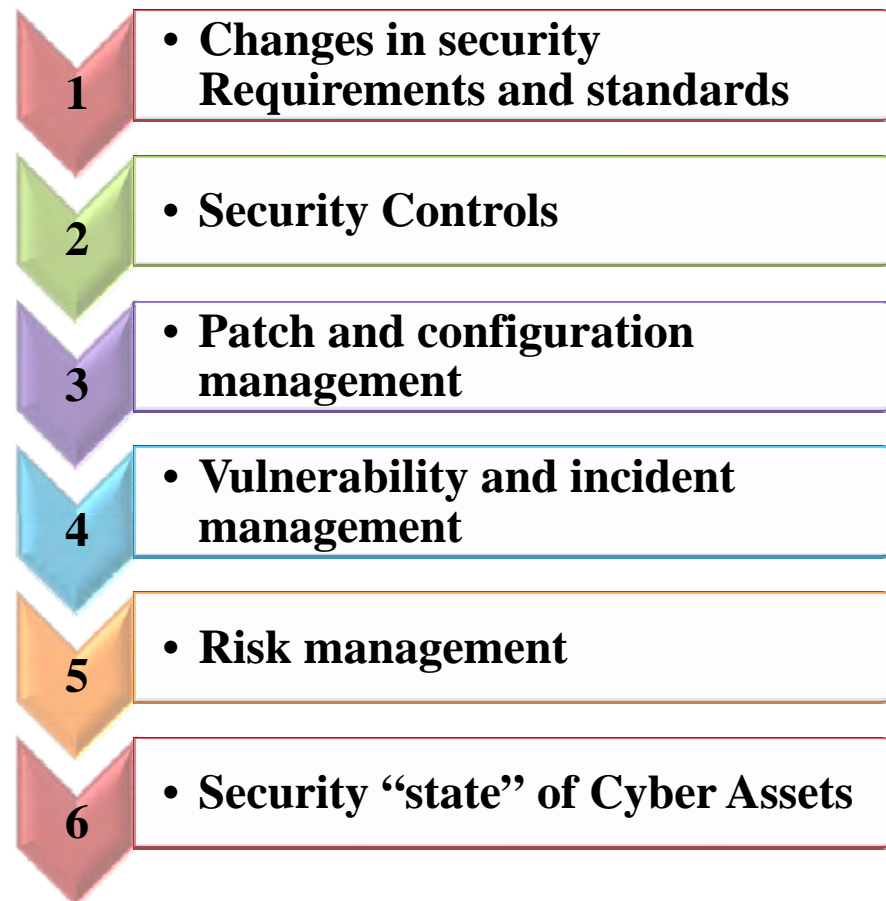 1
• Changes in security
Requirements and standards
2
• Security Controls
3
• Patch and configuration
management
4
• Vulnerability and incident
management
5
• Risk management
6
• Security “state” of Cyber Assets